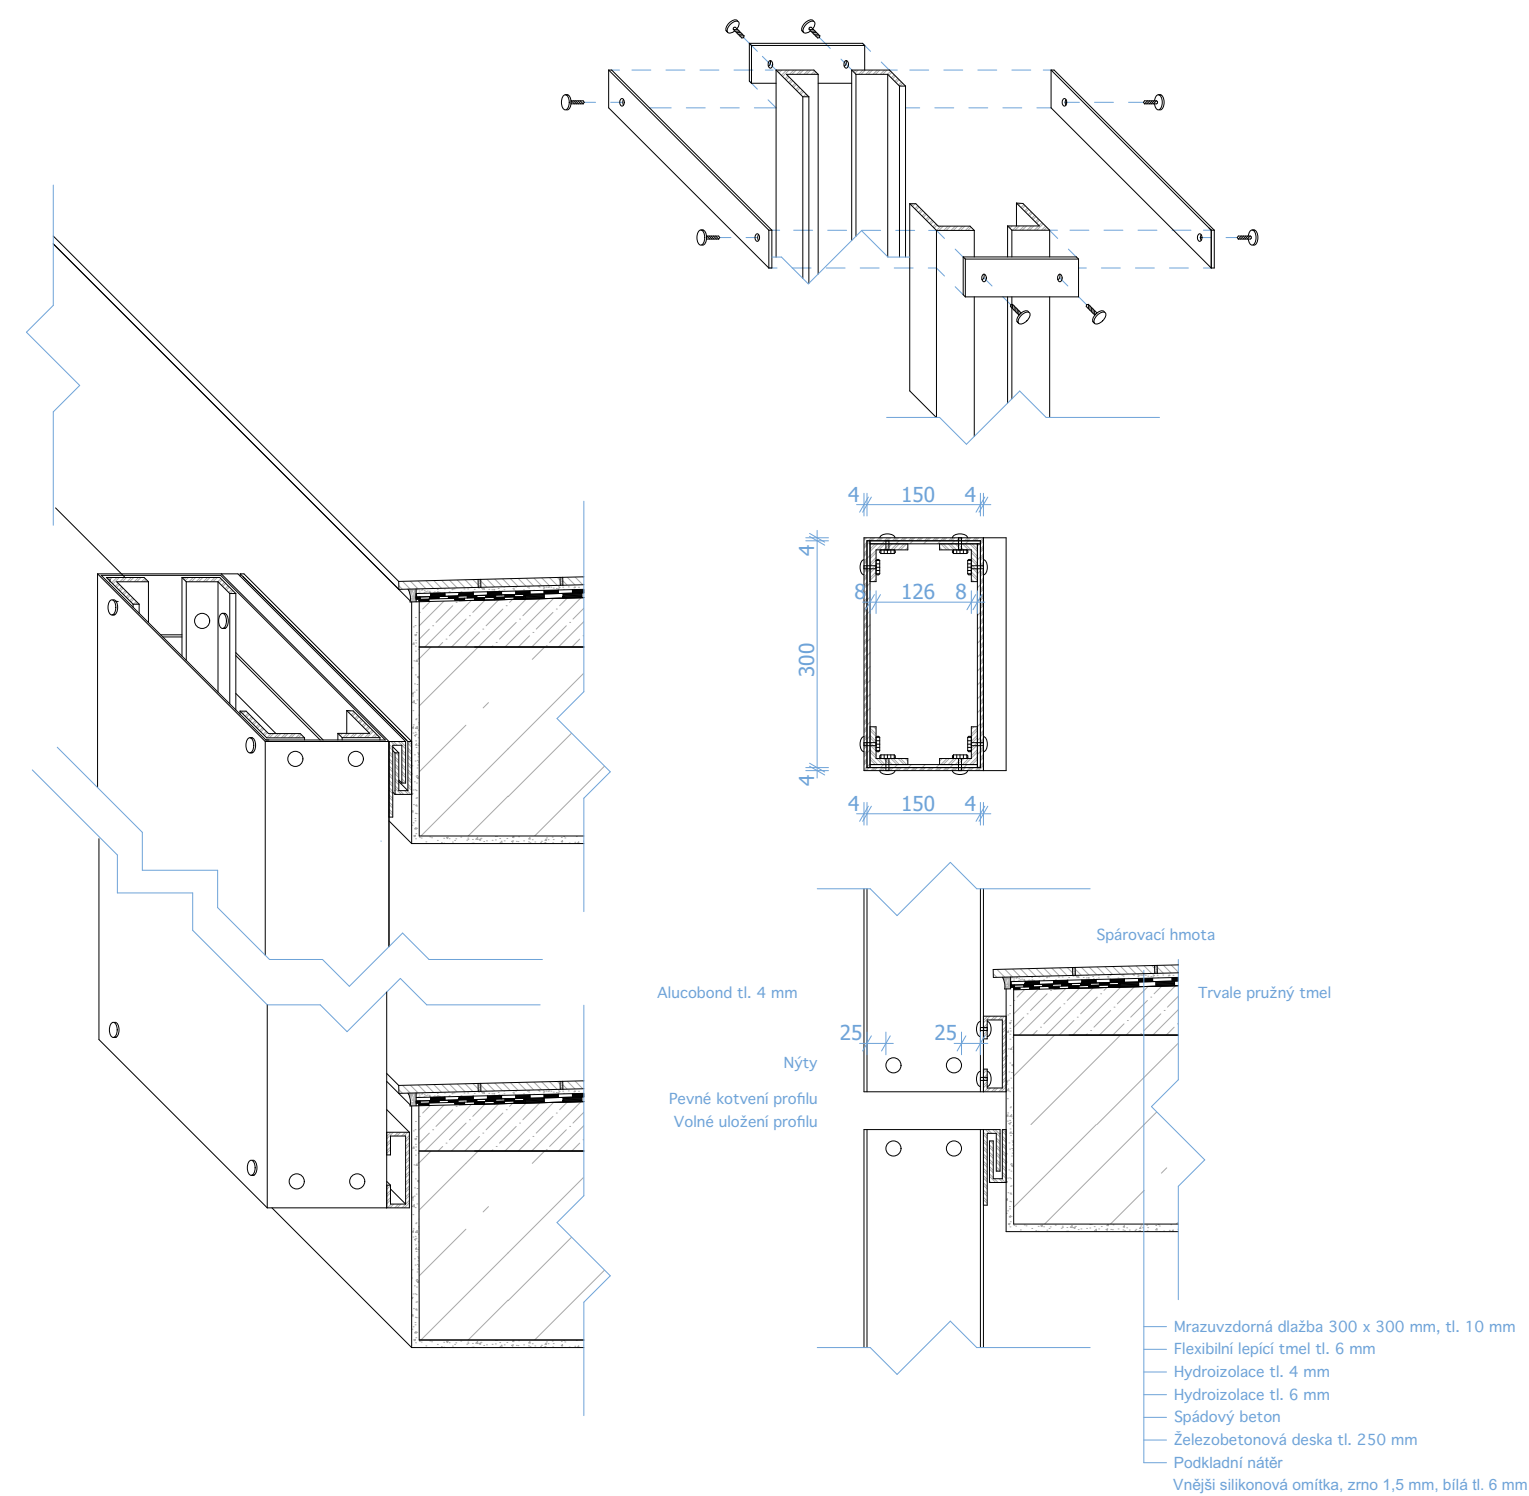 4 150 4
4
8 126 8
300
4
4 150 4
Spárovací hmota
Alucobond tl. 4 mm
Trvale pružný tmel
25 25
Nýty
Pevné kotvení profilu
Volné uložení profilu
Mrazuvzdorná dlažba 300 x 300 mm, tl. 10 mm
Flexibilní lepící tmel tl. 6 mm
Hydroizolace tl. 4 mm
Hydroizolace tl. 6 mm
Spádový beton
Železobetonová deska tl. 250 mm
Podkladní nátěr
Vnější silikonová omítka, zrno 1,5 mm, bílá tl. 6 mm